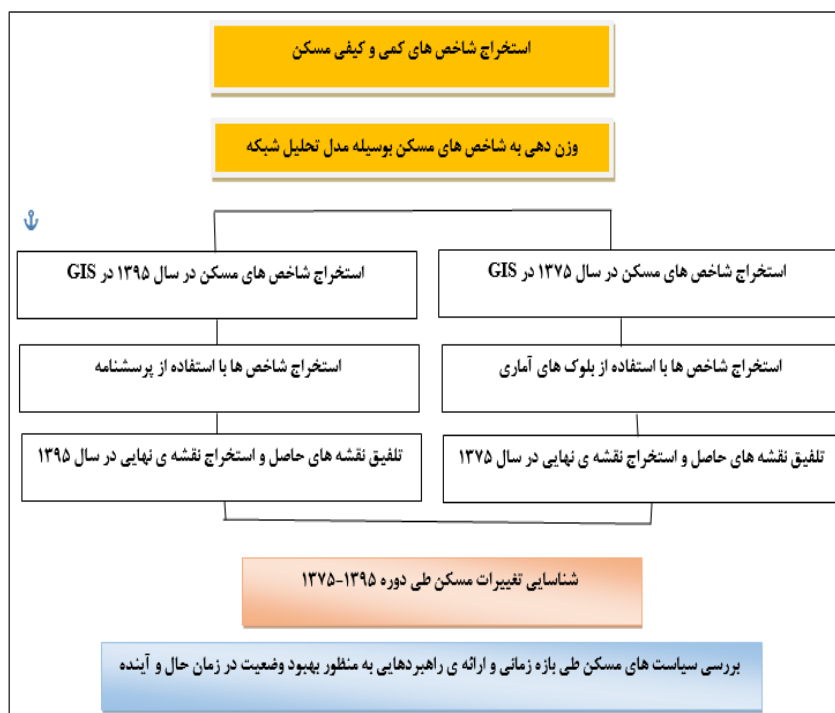 استخراج شاخص های کمی و کیفی مسکن
وزن دهی به شاخص های مسکن بوسیله مدل تحلیل شبکه
استخراج شاخص های مسکن در سال ۱۳۷۵ در GIS
استخراج شاخص های مسکن در سال ۱۳۹۵ در GIS
استخراج شاخص ها با استفاده از بلوک های آماری
استخراج شاخص ها با استفاده از پرسشنامه
تلفیق نقشه های حاصل و استخراج نقشه ی نهایی در سال ۱۳۷۵
تلفیق نقشه های حاصل و استخراج نقشه ی نهایی در سال ۱۳۹۵
شناسایی تغییرات مسکن طی دوره ۱۳۹۵-۱۳۷۵
بررسی سیاست های مسکن طی بازه زمانی و ارائه ی راهبردهایی به منظور بهبود وضعیت در زمان حال و آینده